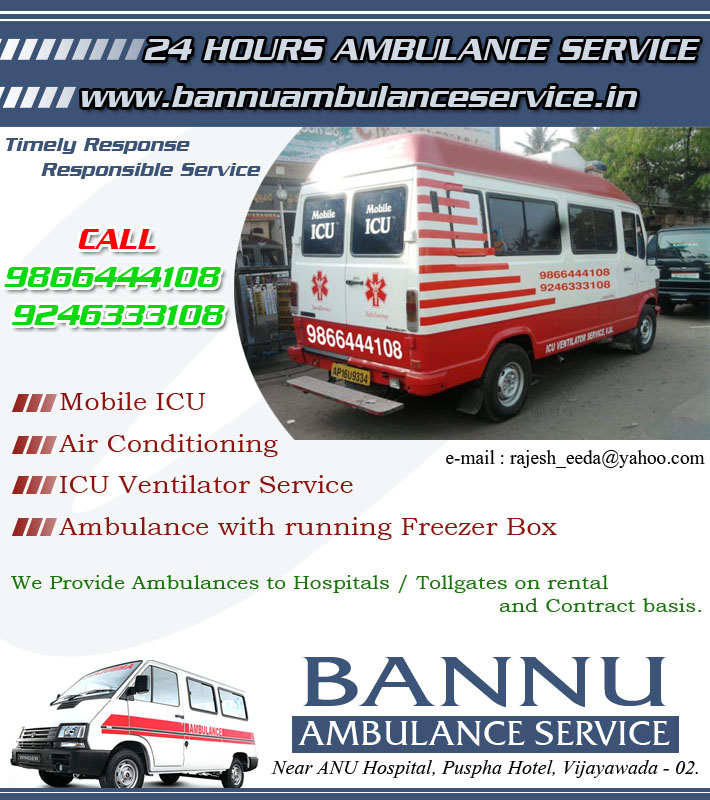 24 HOURS AMBULANCE SERVICE
www.bannuambulanceservice.in
Timely Response
Responsible Service
CALL
9866444108
9246333108
Mobile
ICU
Mobile
ICU
9866444108
9246333108
9866444108
ICU VENTILATOR SERVICE, VJA.
AP16U9334
Mobile ICU
Air Conditioning
e-mail : rajesh_eeda@yahoo.com
ICU Ventilator Service
Ambulance with running Freezer Box
We Provide Ambulances to Hospitals / Tollgates on rental
and Contract basis.
BANNU
AMBULANCE SERVICE
AMBULANCE
WINGER
Near ANU Hospital, Puspha Hotel, Vijayawada - 02.